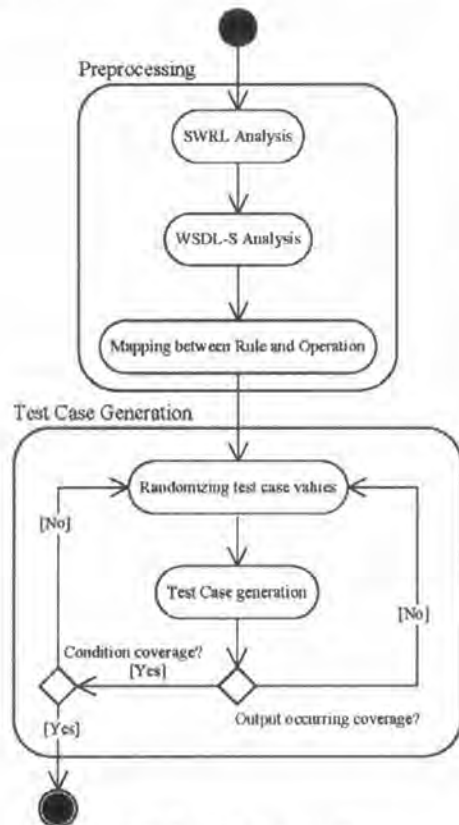 Preprocessing
SWRL Analysis
WSDL-S Analysis
Mapping between Rule and Operation
Test Case Generation
Randomizing test case values
[No]
Test Case generation
[No]
Condition coverage?
[Yes]
Output occurring coverage?
[Yes]